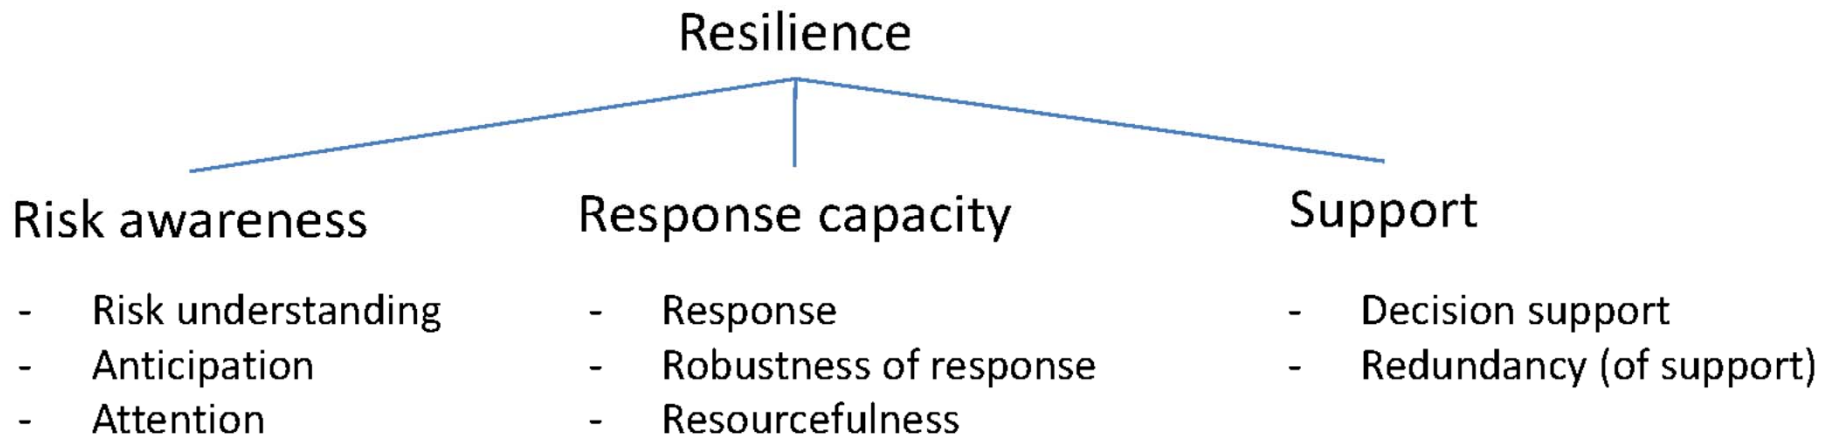 Resilience
Risk awareness
- Risk understanding
- Anticipation
- Attention
Response capacity
- Response
- Robustness of response
- Resourcefulness
Support
- Decision support
- Redundancy (of support)